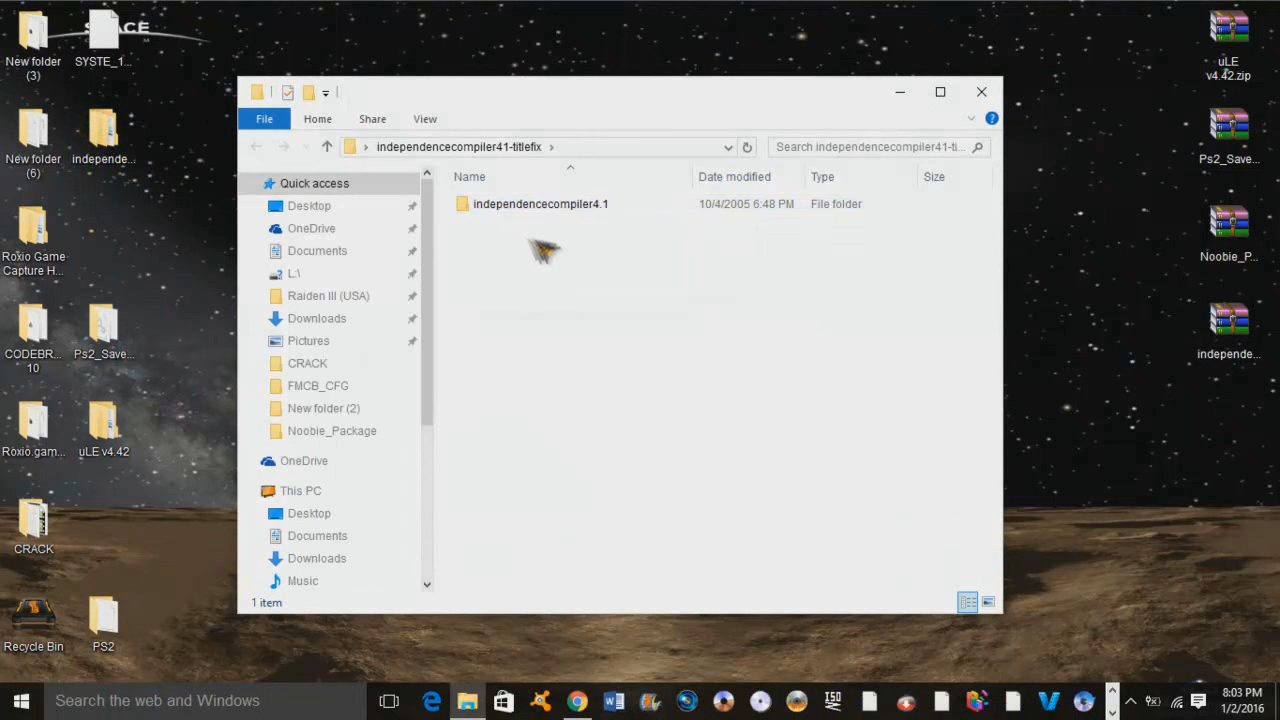 SPACE
New folder
(3)
SYSTE_1...
New folder
(6)
independe...
Roxio Game
Capture H...
CODEBR...
10
Ps2_Save...
Roxio.gam...
uLE v4.42
CRACK
Recycle Bin
PS2
File
Home
Share
View
independencecompiler41-titlefix
Search independencecompiler41-ti...
Quick access
Desktop
OneDrive
Documents
L:\
Raiden III (USA)
Downloads
Pictures
CRACK
FMCB_CFG
New folder (2)
Noobie_Package
OneDrive
This PC
Desktop
Documents
Downloads
Music
Name
Date modified
Type
Size
independencecompiler4.1
10/4/2005 6:48 PM
File folder
1 item
uLE
v4.42.zip
Ps2_Save...
Noobie_P...
independe...
Search the web and Windows
ISO
8:03 PM
1/2/2016